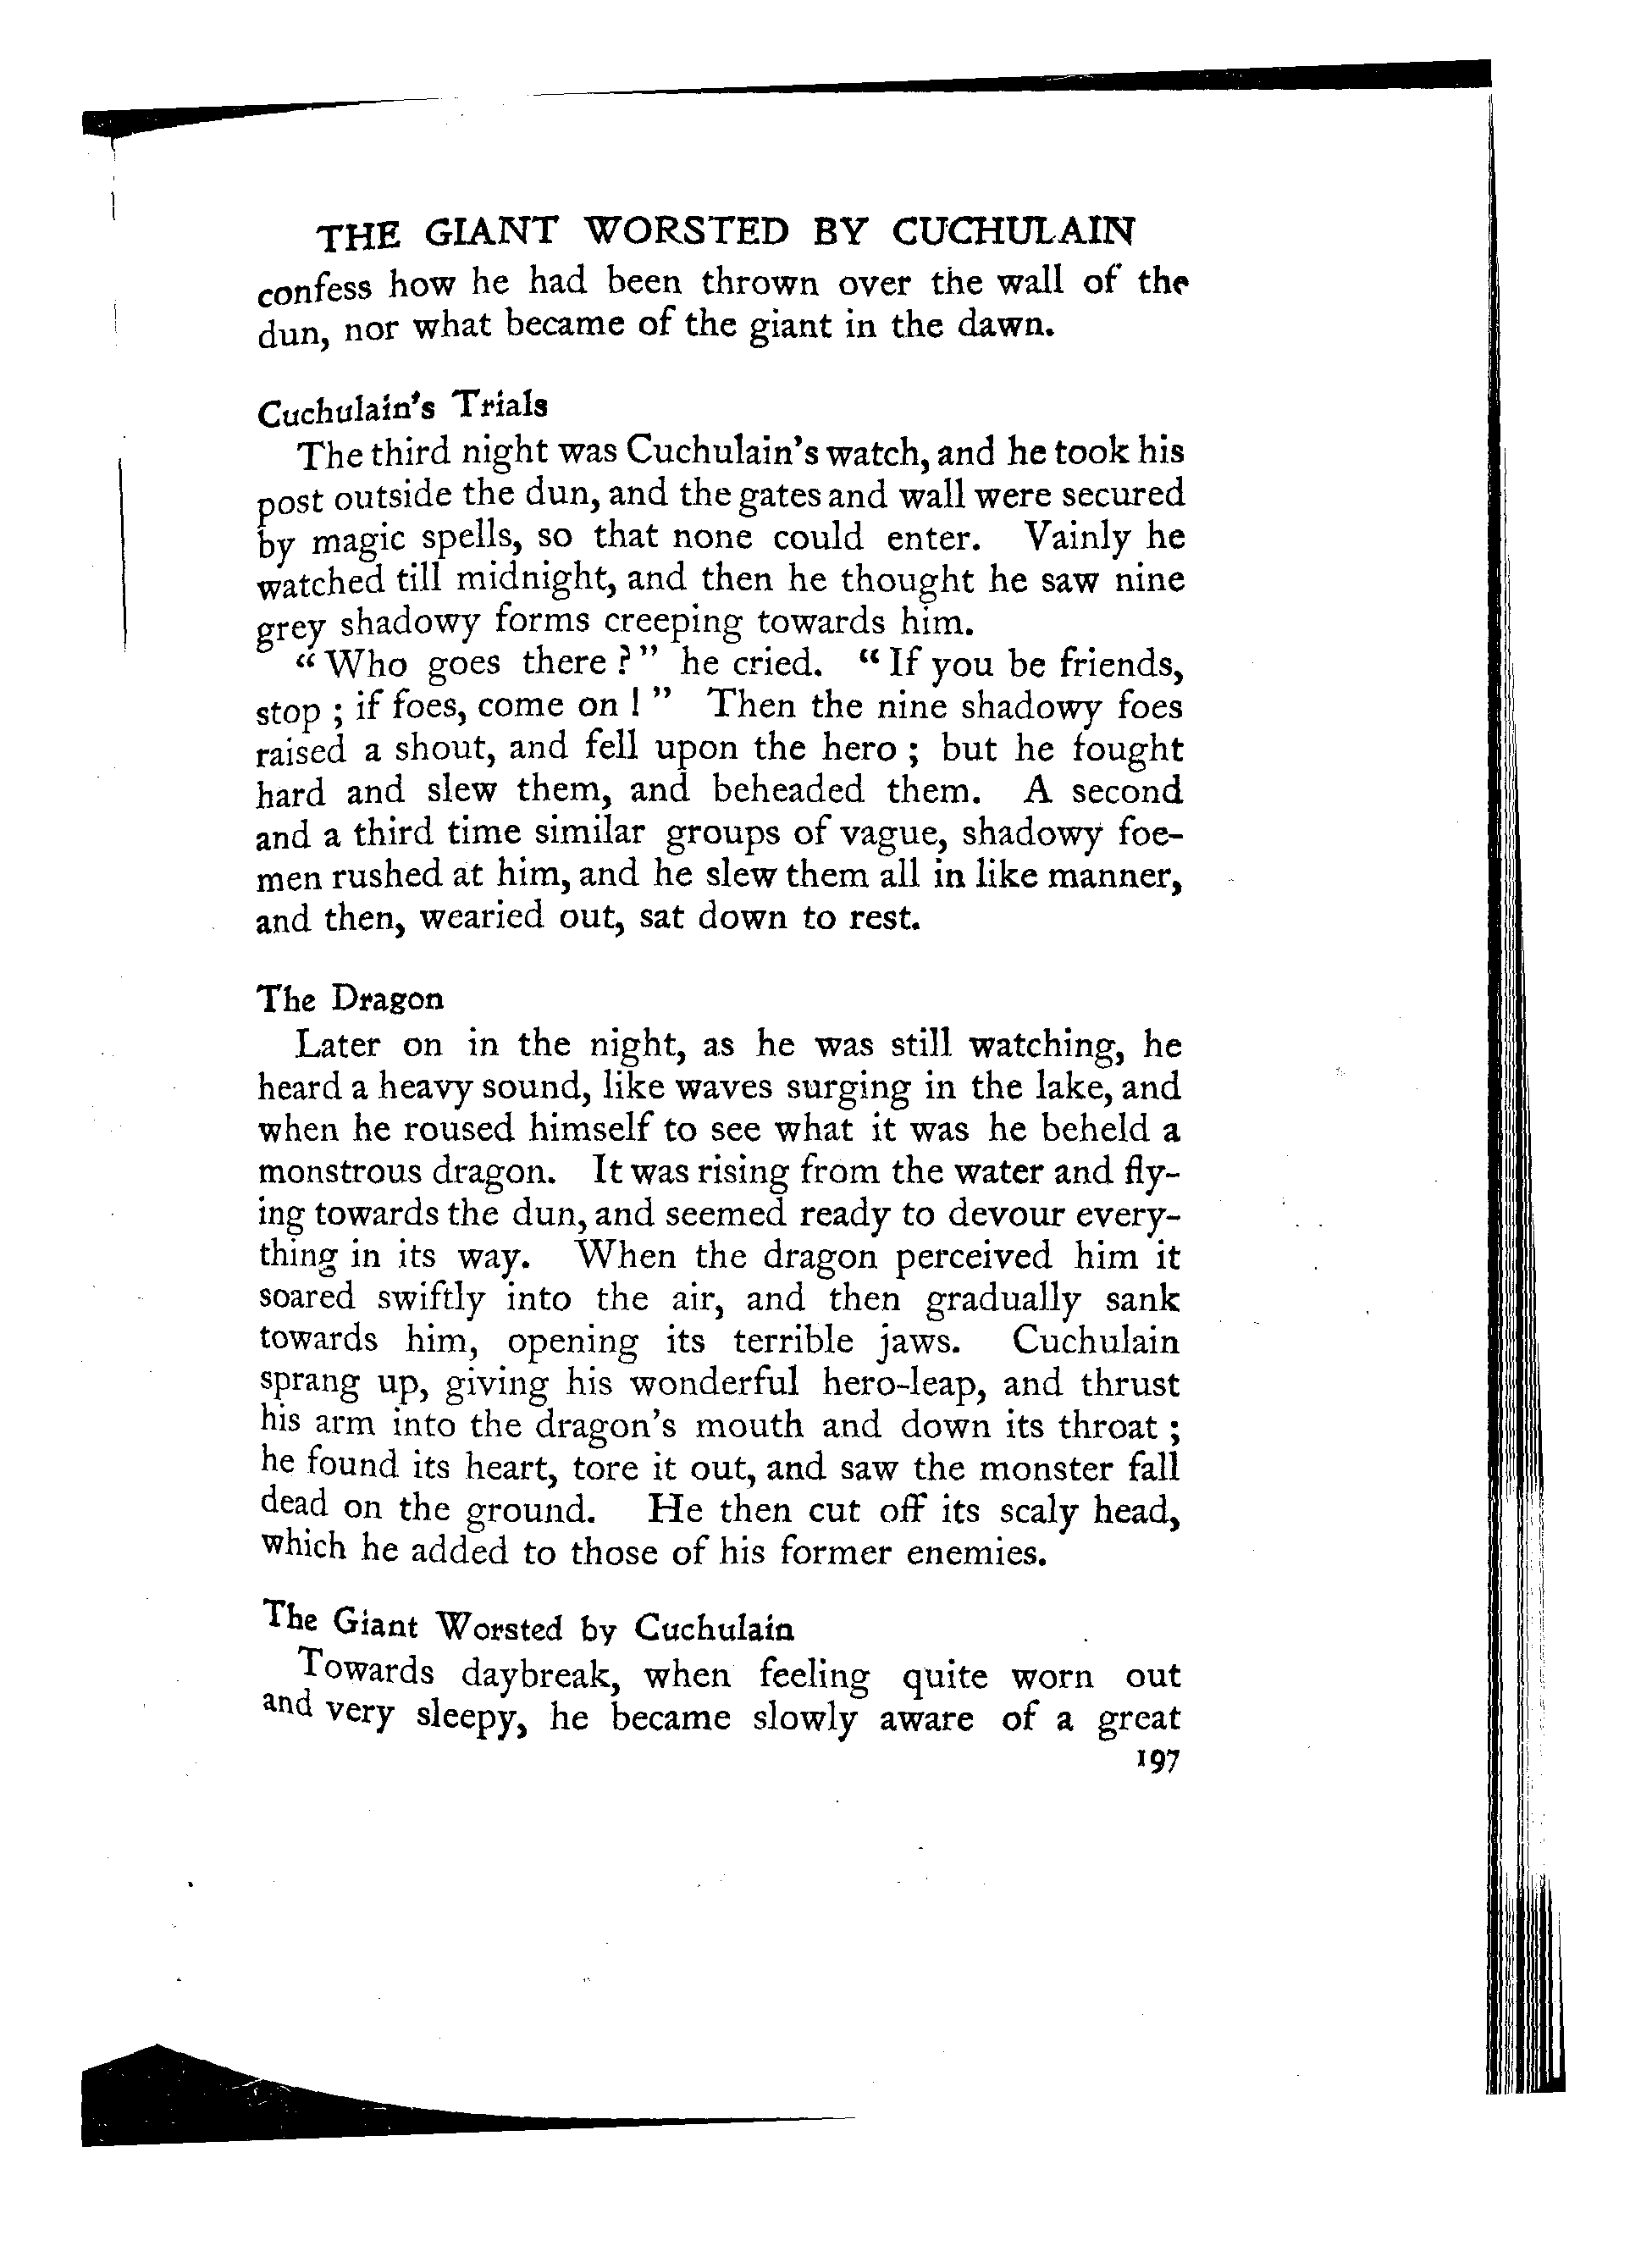 THE GIANT WORSTED BY CUCHULAIN
confess how he had been thrown over the wall of the
dun, nor what became of the giant in the dawn.
Cuchulain's Trials
The third night was Cuchulain's watch, and he took his
post outside the dun, and the gates and wall were secured
by magic spells, so that none could enter. Vainly he
watched till midnight, and then he thought he saw nine
grey shadowy forms creeping towards him.
“Who goes there ?” he cried. “If you be friends,
stop ; if foes, come on ! ” Then the nine shadowy foes
raised a shout, and fell upon the hero ; but he fought
hard and slew them, and beheaded them. A second
and a third time similar groups of vague, shadowy foe-
men rushed at him, and he slew them all in like manner,
and then, wearied out, sat down to rest.
The Dragon
Later on in the night, as he was still watching, he
heard a heavy sound, like waves surging in the lake, and
when he roused himself to see what it was he beheld a
monstrous dragon. It was rising from the water and fly-
ing towards the dun, and seemed ready to devour every-
thing in its way. When the dragon perceived him it
soared swiftly into the air, and then gradually sank
towards him, opening its terrible jaws. Cuchulain
sprang up, giving his wonderful hero-leap, and thrust
his arm into the dragon's mouth and down its throat ;
he found its heart, tore it out, and saw the monster fall
dead on the ground. He then cut off its scaly head,
which he added to those of his former enemies.
The Giant Worsted by Cuchulain
Towards daybreak, when feeling quite worn out
and very sleepy, he became slowly aware of a great
197